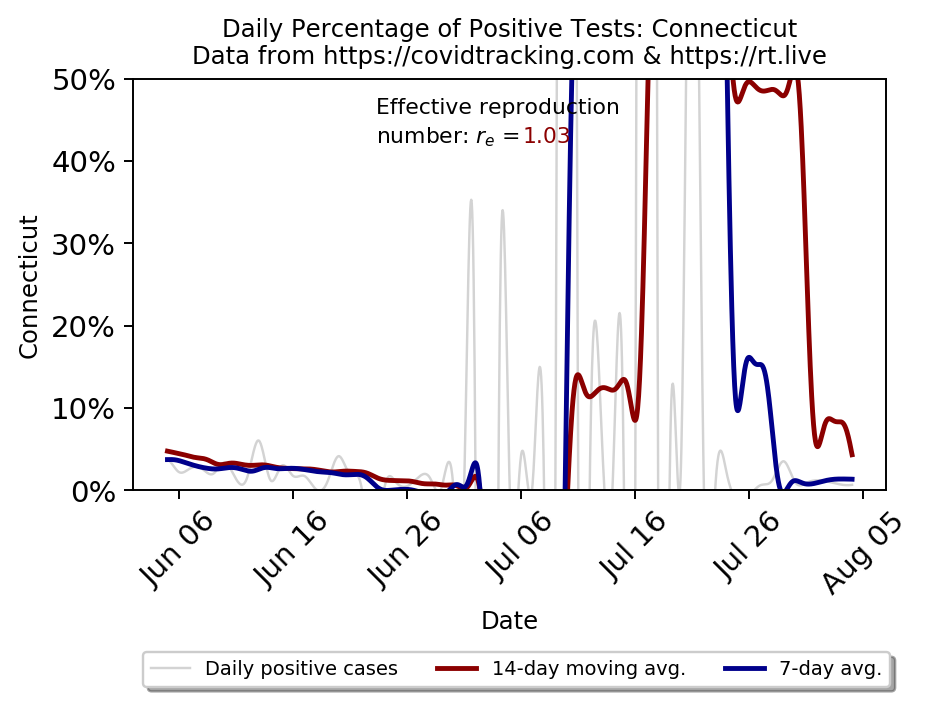 Daily Percentage of Positive Tests: Connecticut
Data from https://covidtracking.com & https://rt.live
50%
40%
30%
20%
10%
0%
Connecticut
Effective reproduction
number: rₑ =1.03
Jun 06
Jun 16
Jun 26
Jul 06
Jul 16
Jul 26
Aug 05
Date
Daily positive cases
14-day moving avg.
7-day avg.